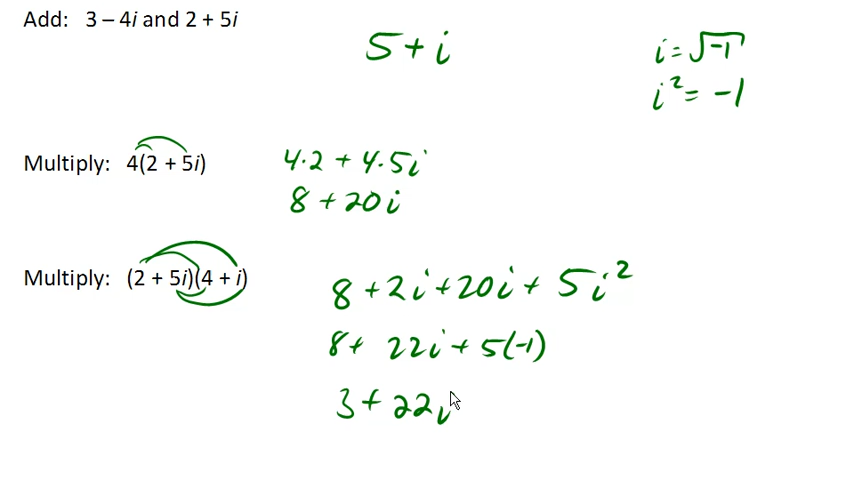 Add: 3 – 4i and 2 + 5i
5 + i
i = √-1
i² = -1
Multiply: 4(2 + 5i)
4·2 + 4·5i
8 + 20i
Multiply: (2 + 5i)(4 + i)
8 + 2i + 20i + 5i²
8 + 22i + 5(-1)
3 + 22i